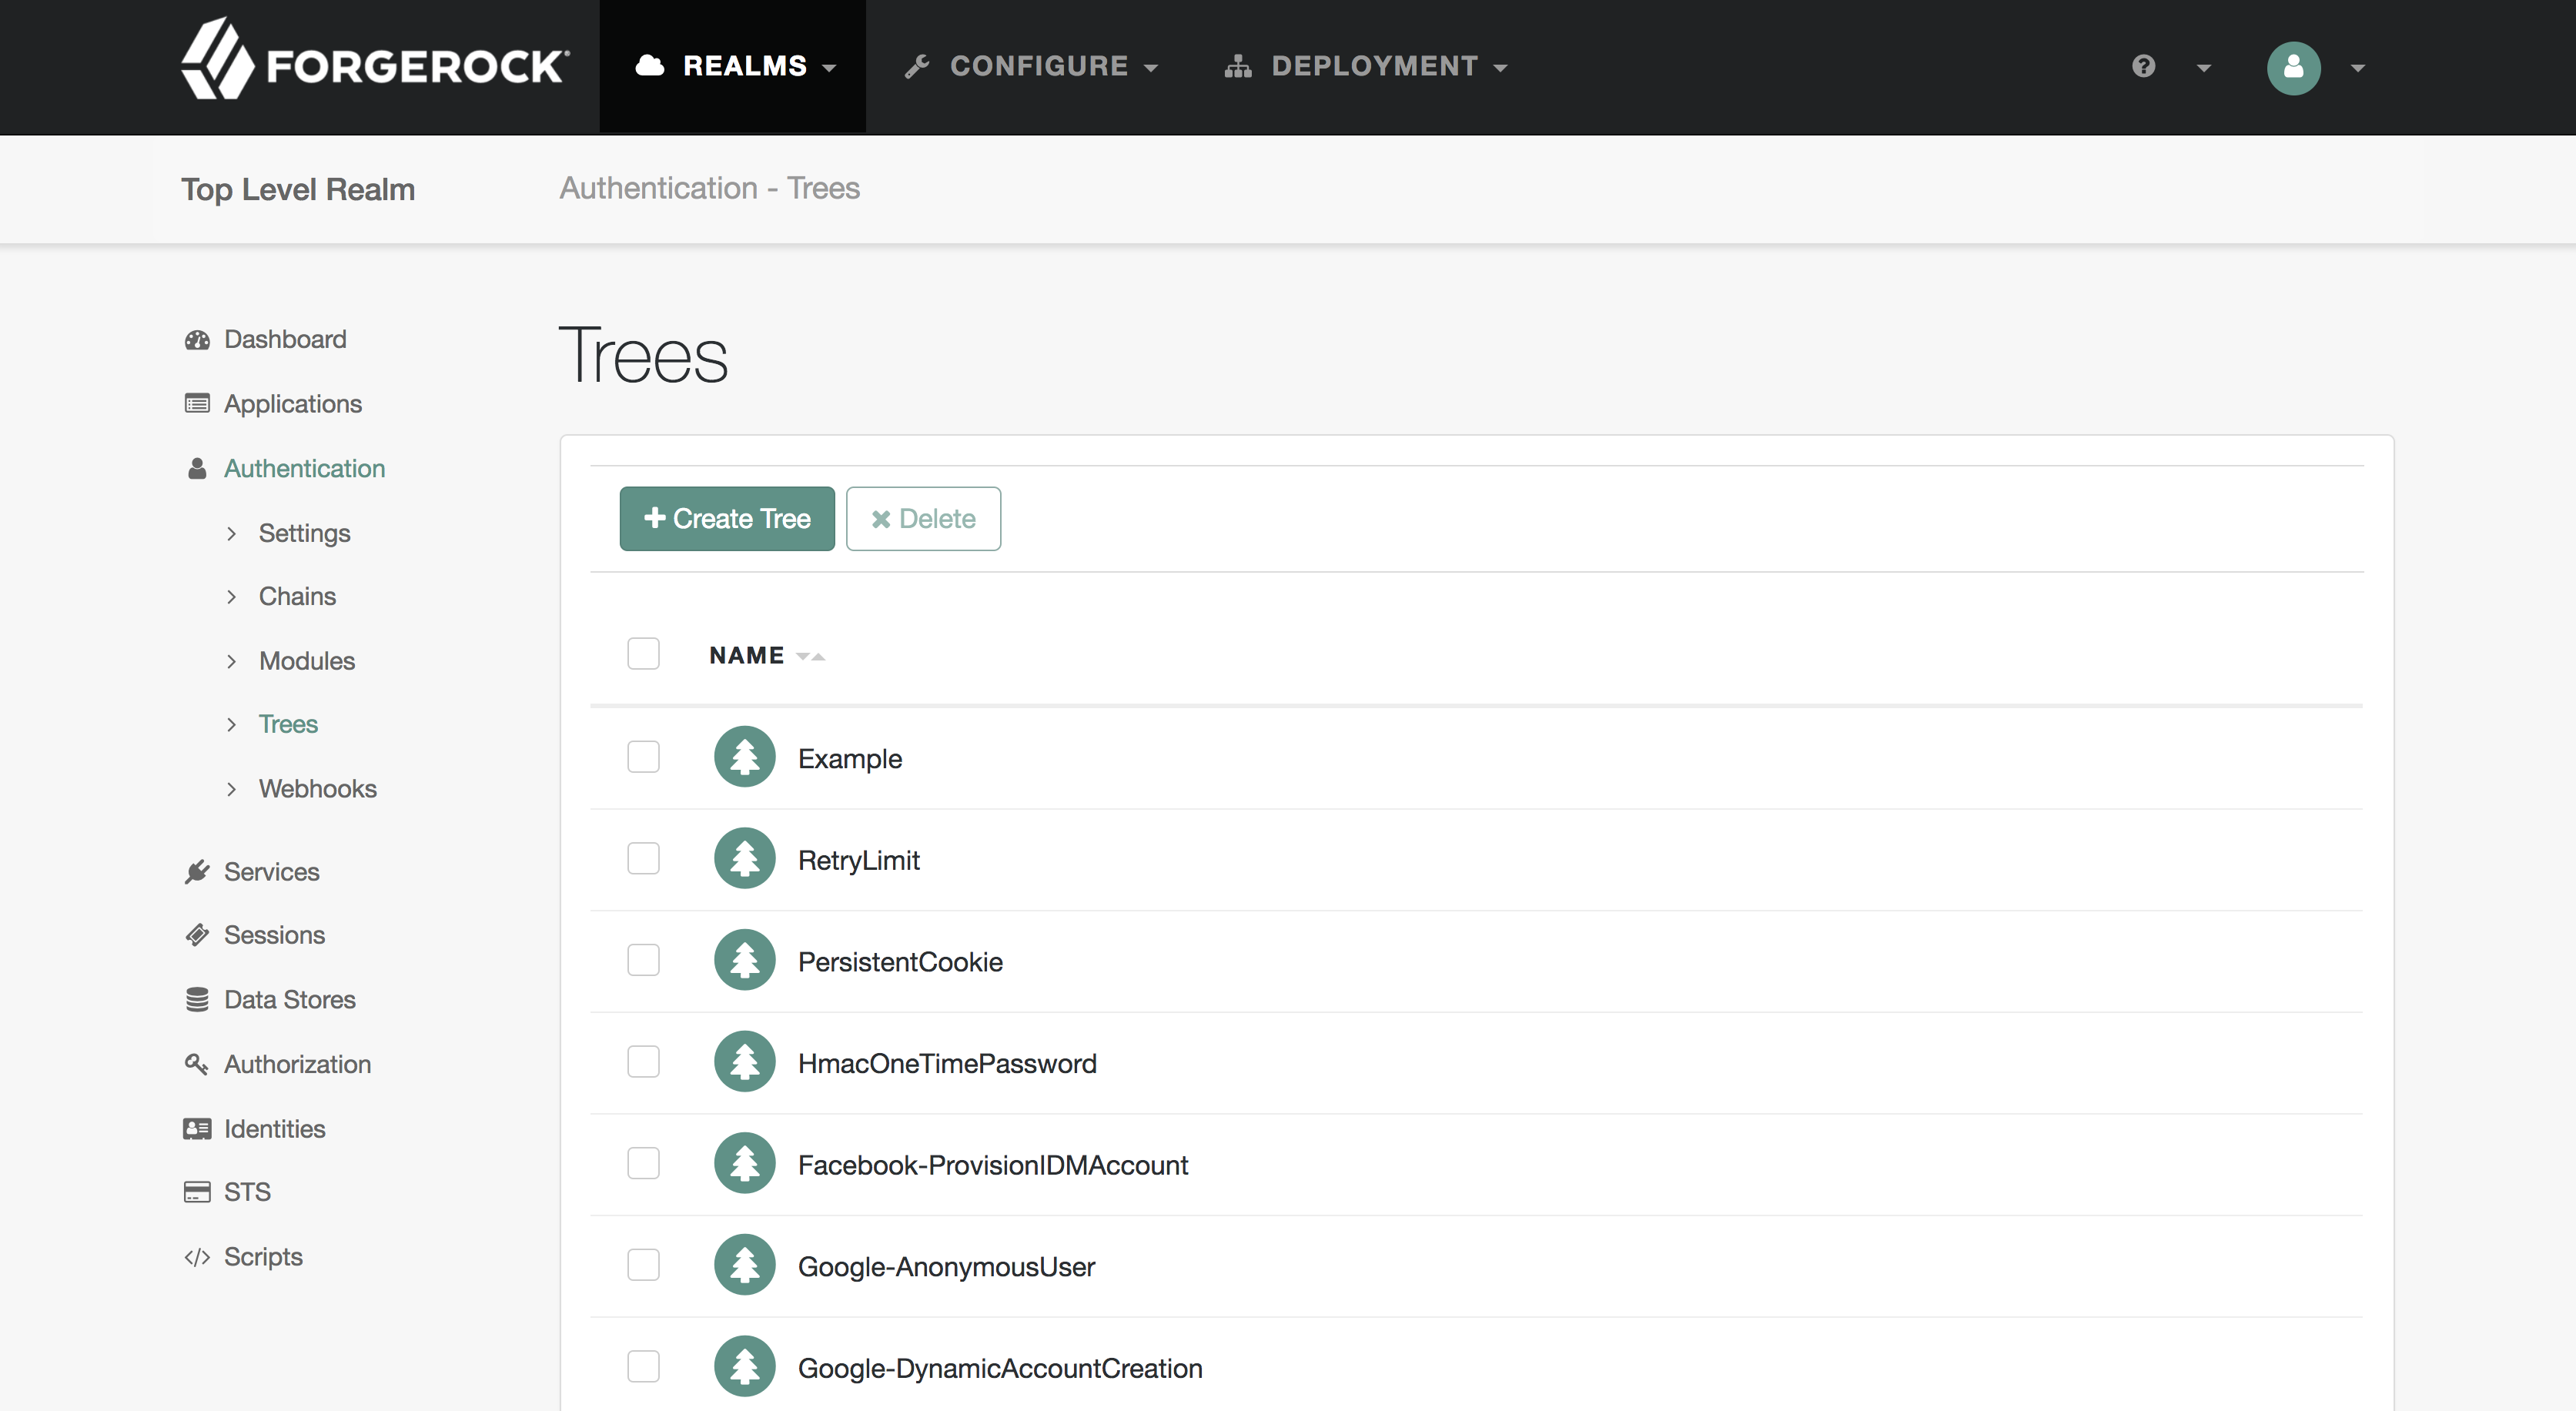 FORGEROCK
REALMS
CONFIGURE
DEPLOYMENT
Top Level Realm
Authentication - Trees
Dashboard
Applications
Authentication
Settings
Chains
Modules
Trees
Webhooks
Services
Sessions
Data Stores
Authorization
Identities
STS
Scripts
Trees
Create Tree
Delete
NAME
Example
RetryLimit
PersistentCookie
HmacOneTimePassword
Facebook-ProvisionIDMAccount
Google-AnonymousUser
Google-DynamicAccountCreation